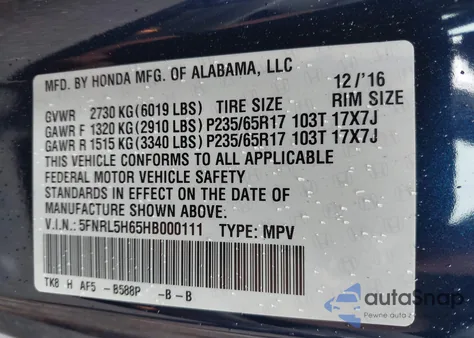 MFD. BY HONDA MFG. OF ALABAMA, LLC 12/'16
GVWR 2730 KG(6019 LBS) TIRE SIZE RIM SIZE
GAWR F 1320 KG(2910 LBS) P235/65R17 103T 17X7J
GAWR R 1515 KG(3340 LBS) P235/65R17 103T 17X7J
THIS VEHICLE CONFORMS TO ALL APPLICABLE
FEDERAL MOTOR VEHICLE SAFETY
STANDARDS IN EFFECT ON THE DATE OF
MANUFACTURE SHOWN ABOVE.
V.I.N.: 5FNRL5H65HB000111 TYPE: MPV
TK8 H AF5- B588P -B-B
autoSnap
Pewne auto z